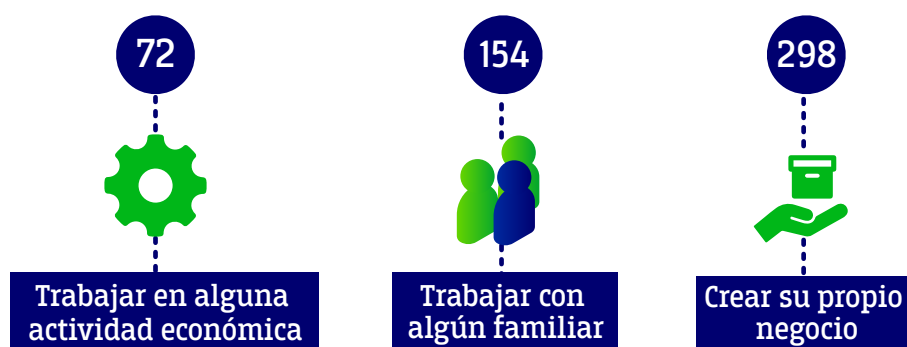 72
154
298
Trabajar en alguna
actividad económica
Trabajar con
algún familiar
Crear su propio
negocio